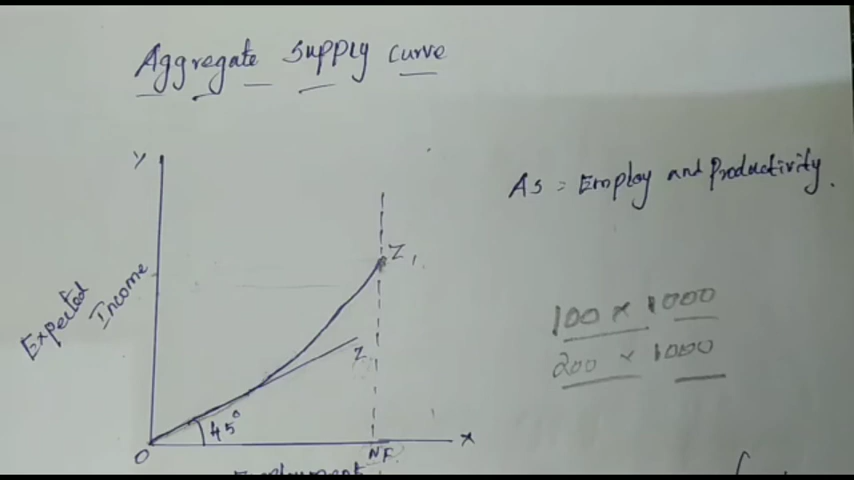 Aggregate supply curve
Y
As = Employ and Productivity.
Z1
Expected
Income
100 x 1000
200 x 1000
Z
45°
O
NF
X